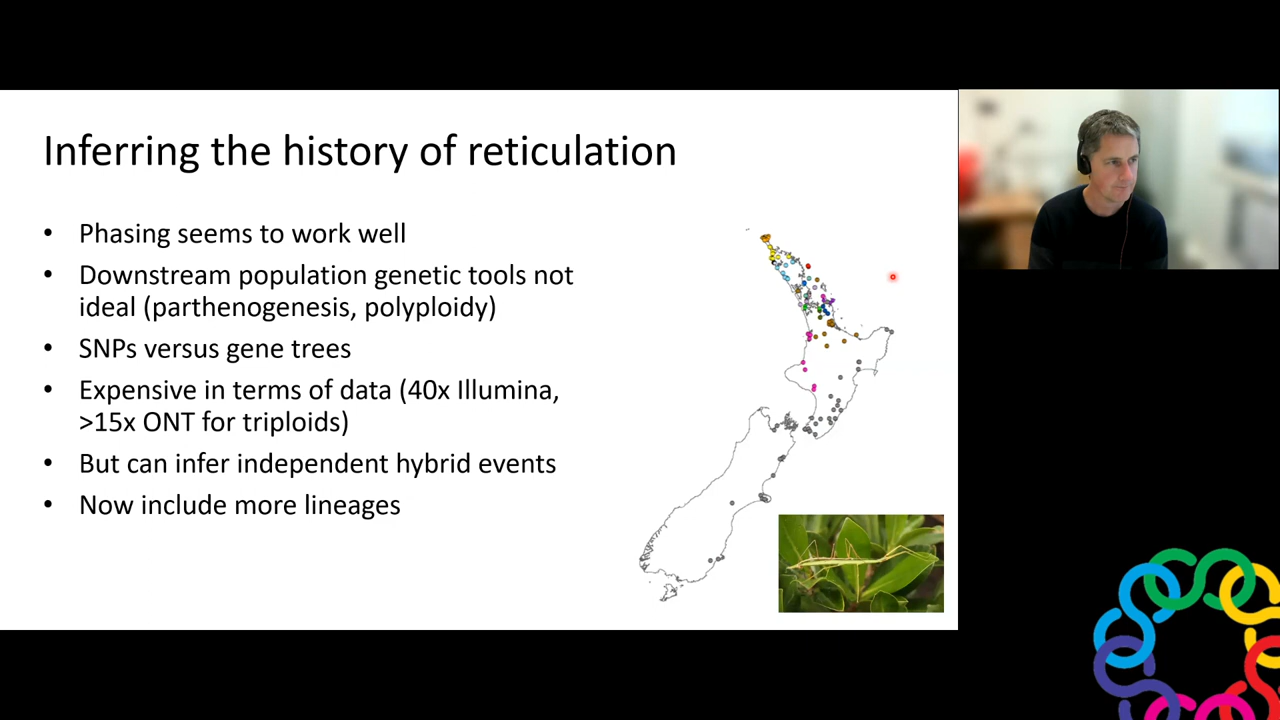 Inferring the history of reticulation
• Phasing seems to work well
• Downstream population genetic tools not
ideal (parthenogenesis, polyploidy)
• SNPs versus gene trees
• Expensive in terms of data (40x Illumina,
>15x ONT for triploids)
• But can infer independent hybrid events
• Now include more lineages